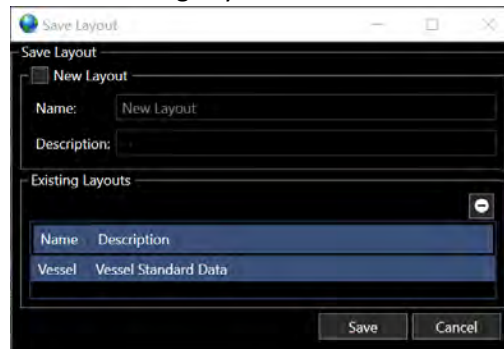 Save Layout
Save Layout
New Layout
Name: New Layout
Description:
Existing Layouts
Name Description
Vessel Vessel Standard Data
Save Cancel